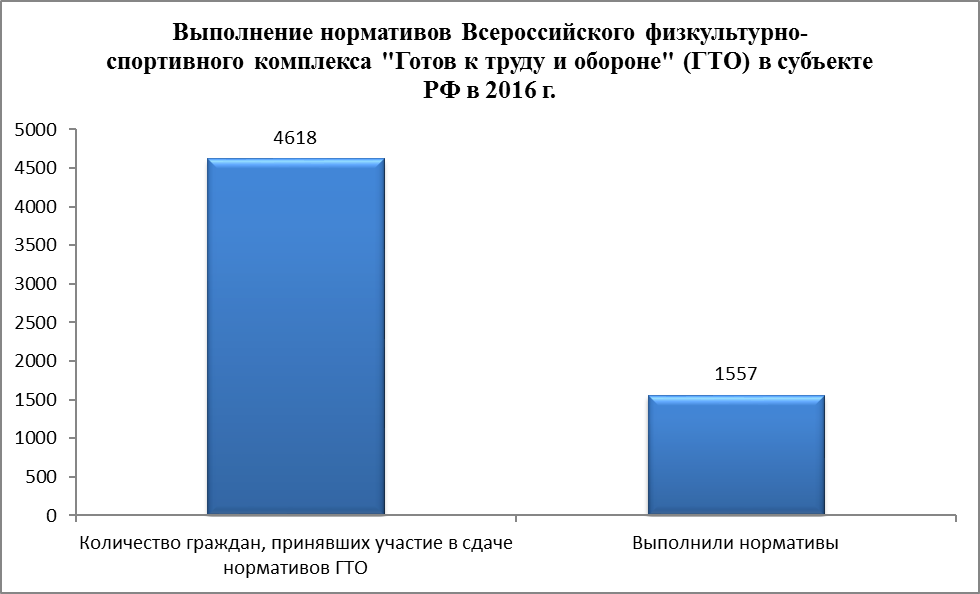 Выполнение нормативов Всероссийского физкультурно-
спортивного комплекса "Готов к труду и обороне" (ГТО) в субъекте
РФ в 2016 г.
5000
4500
4000
3500
3000
2500
2000
1500
1000
500
0
4618
1557
Количество граждан, принявших участие в сдаче
нормативов ГТО
Выполнили нормативы